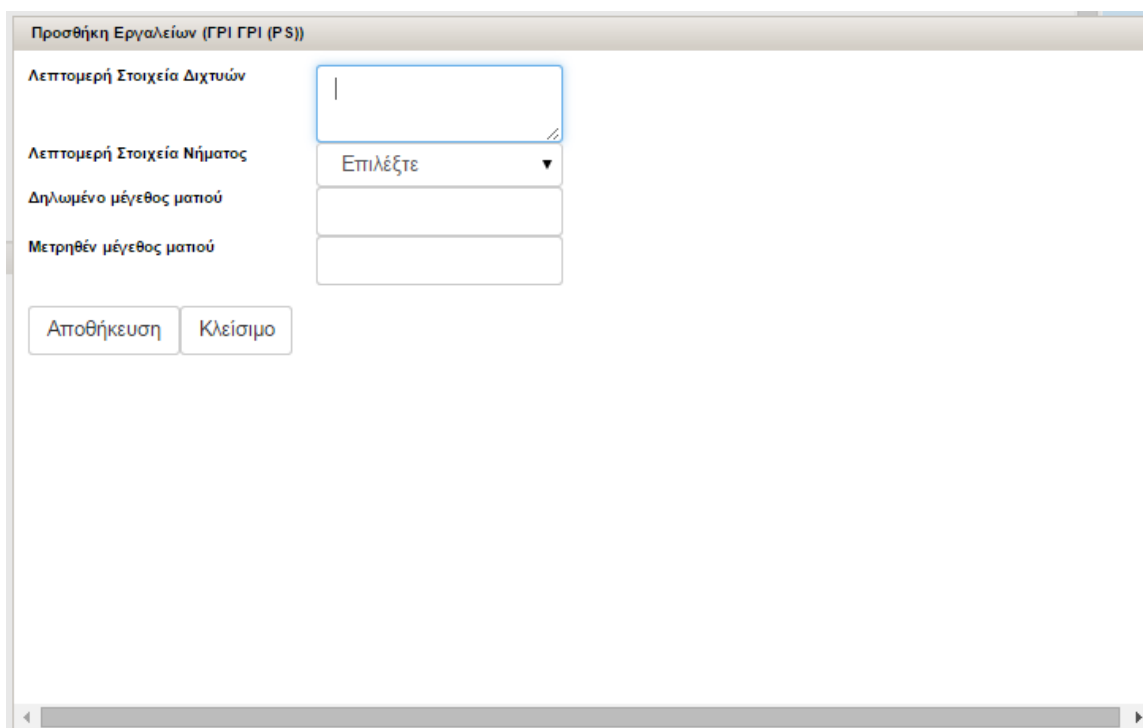 Προσθήκη Εργαλείων (ΓΡΙ ΓΡΙ (PS))
Λεπτομερή Στοιχεία Διχτυών
Λεπτομερή Στοιχεία Νήματος
Επιλέξτε
Δηλωμένο μέγεθος ματιού
Μετρηθέν μέγεθος ματιού
Αποθήκευση Κλείσιμο